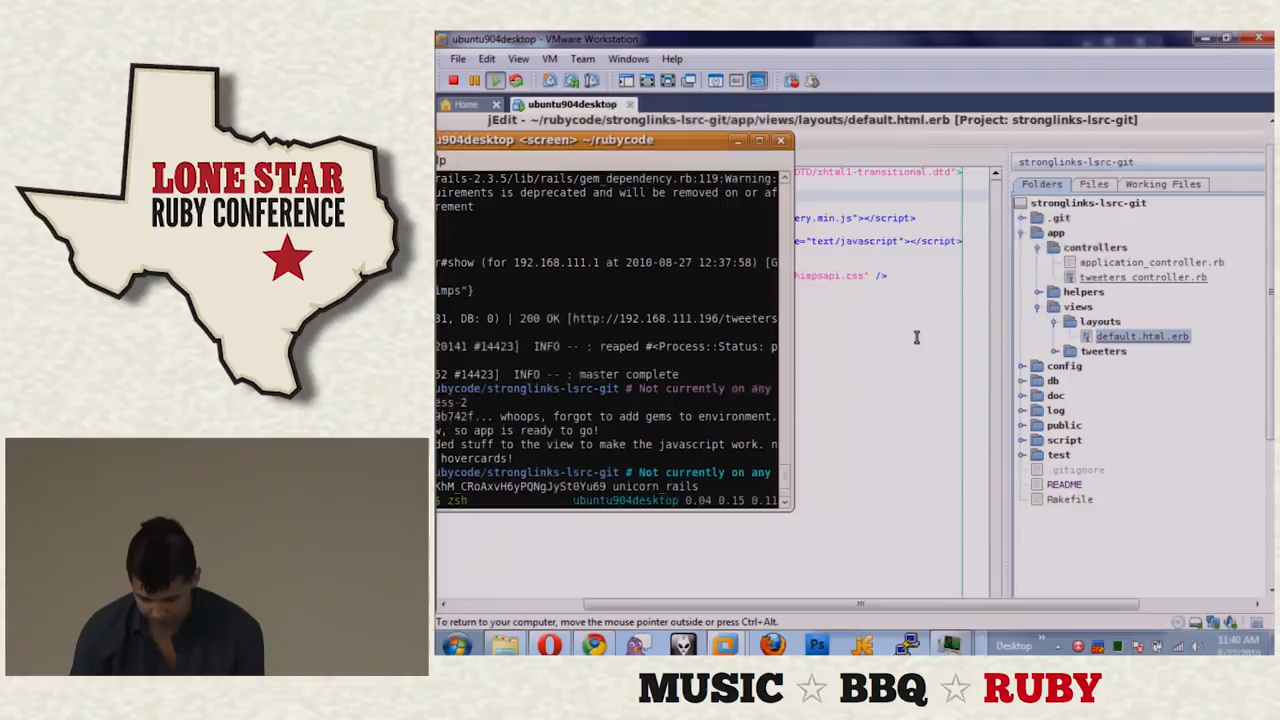 LONE STAR
RUBY CONFERENCE
ubuntu904desktop - VMware Workstation
File Edit View VM Team Windows Help
Home ubuntu904desktop
jEdit - ~/rubycode/stronglinks-lsrc-git/app/views/layouts/default.html.erb [Project: stronglinks-lsrc-git]
u904desktop <screen> ~/rubycode
lp
rails-2.3.5/lib/rails/gem_dependency.rb:119:Warning:
uirements is deprecated and will be removed on or af
irement
r#show (for 192.168.111.1 at 2010-08-27 12:37:58) [G
imps"}
31, DB: 0) | 200 OK [http://192.168.111.196/tweeters
20141 #14423] INFO -- : reaped #<Process::Status: p
52 #14423] INFO -- : master complete
ubycode/stronglinks-lsrc-git # Not currently on any
ess-2
9b742f... whoops, forgot to add gems to environment.
w, so app is ready to go!
ded stuff to the view to make the javascript work. n
hovercards!
ubycode/stronglinks-lsrc-git # Not currently on any
KhM_CRoAxvH6yPQNgJySt0Yu69 unicorn_rails
$ zsh ubuntu904desktop 0.04 0.15 0.11
DTD/xhtml1-transitional.dtd">
ery.min.js"></script>
e="text/javascript"></script>
himpsapi.css" />
stronglinks-lsrc-git
Folders Files Working Files
stronglinks-lsrc-git
.git
app
controllers
application_controller.rb
tweeters_controller.rb
helpers
views
layouts
default.html.erb
tweeters
config
db
doc
log
public
script
test
.gitignore
README
Rakefile
To return to your computer, move the mouse pointer outside or press Ctrl+Alt.
Ps
Desktop
11:40 AM
MUSIC ☆ BBQ ☆ RUBY